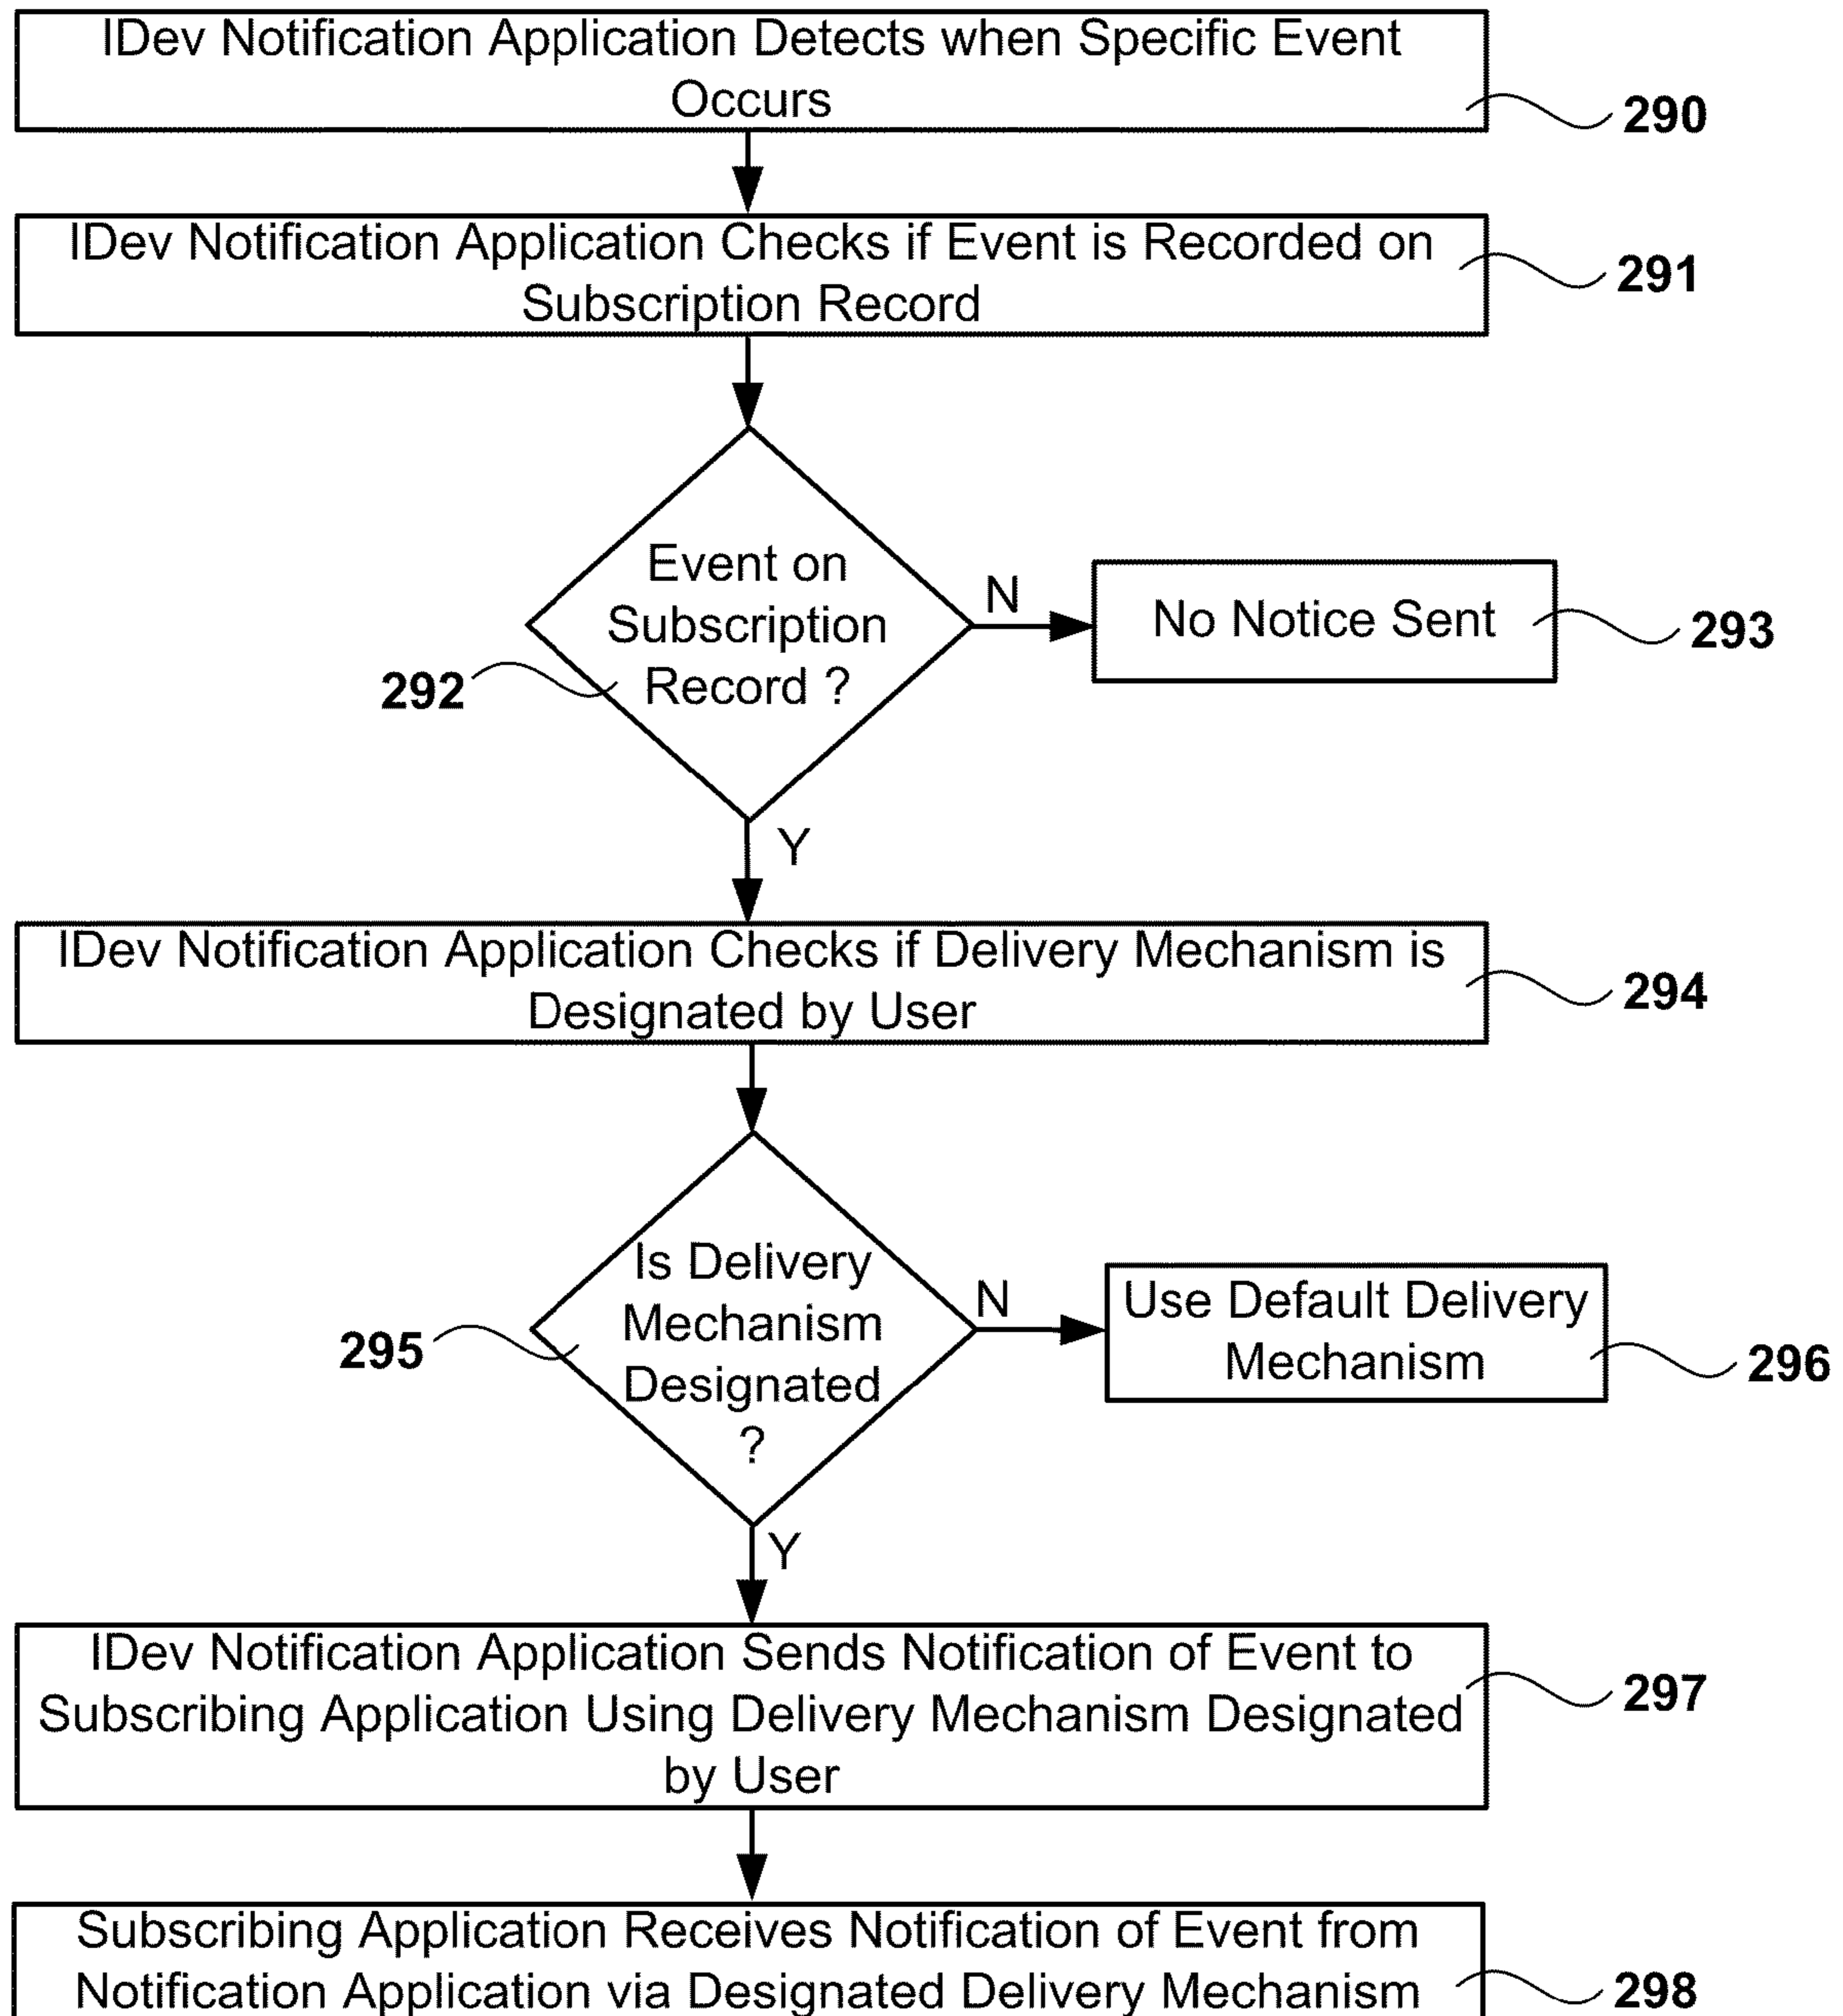 IDev Notification Application Detects when Specific Event
Occurs
290
IDev Notification Application Checks if Event is Recorded on
Subscription Record
291
Event on
Subscription
Record ?
292
N
No Notice Sent
293
Y
IDev Notification Application Checks if Delivery Mechanism is
Designated by User
294
Is Delivery
Mechanism
Designated
?
295
N
Use Default Delivery
Mechanism
296
Y
IDev Notification Application Sends Notification of Event to
Subscribing Application Using Delivery Mechanism Designated
by User
297
Subscribing Application Receives Notification of Event from
Notification Application via Designated Delivery Mechanism
298